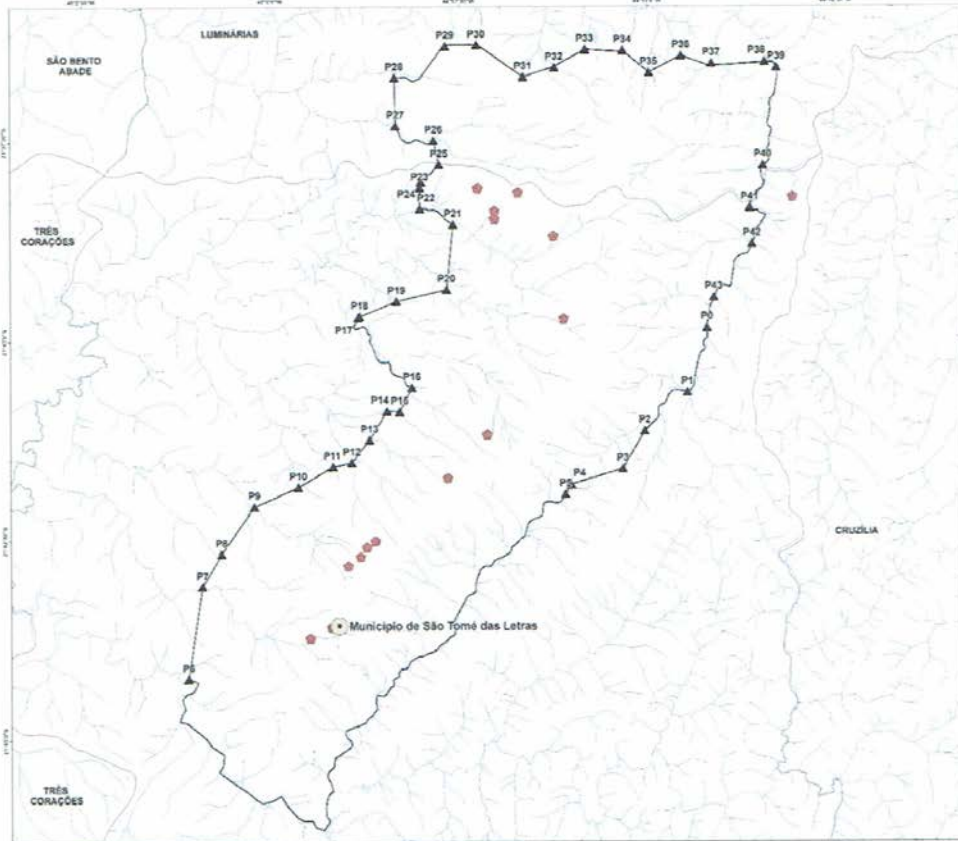 LUMINÁRIAS
P29 P30
P33 P34
P36
P38
P37
P39
P32
SÃO BENTO
ABADE
P31
P35
P28
P27
P26
P25
P40
P23
P24
P22
P41
P21
TRÊS
CORAÇÕES
P42
P20
P43
P19
P18
P17
P0
P16
P1
P14 P15
P2
P13
P12
P11
P3
P10
P4
P5
P9
CRUZÍLIA
P8
P7
Município de São Tomé das Letras
P6
TRÊS
CORAÇÕES